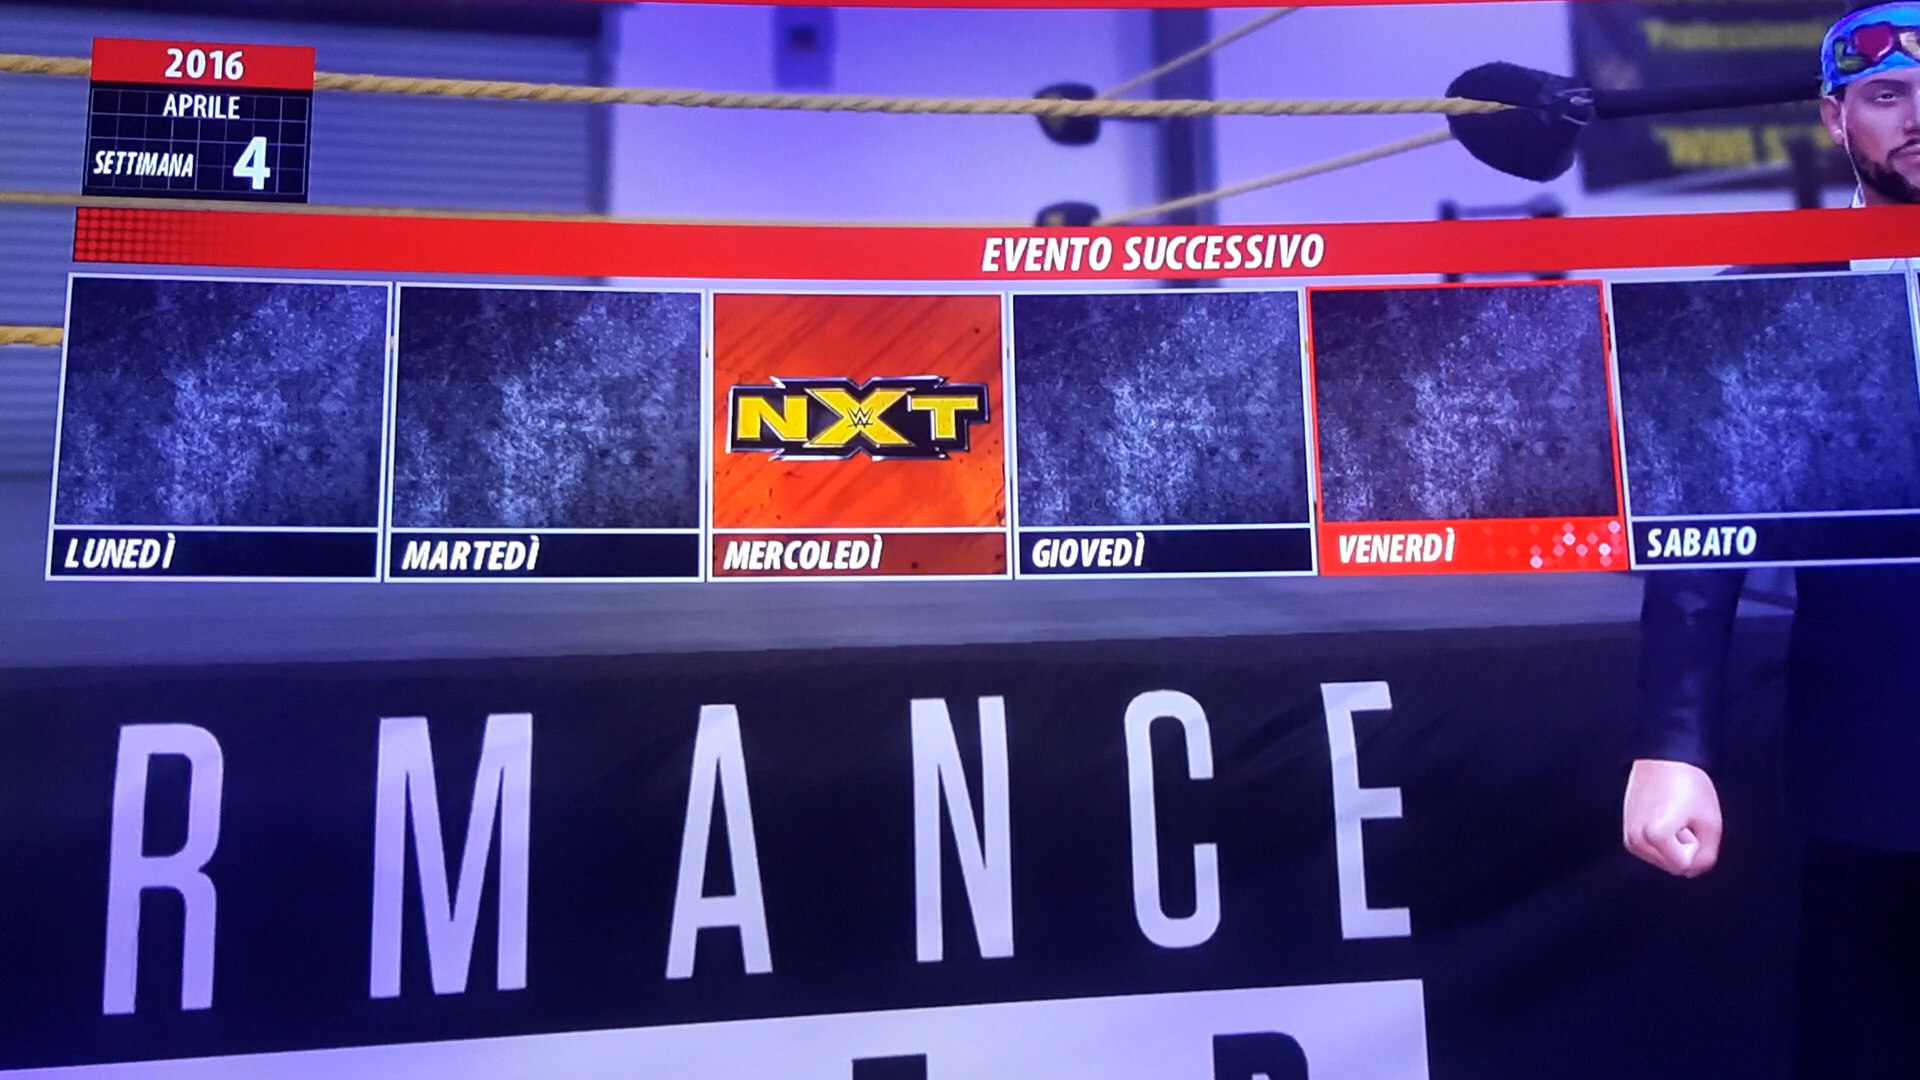 2016
APRILE
SETTIMANA 4
EVENTO SUCCESSIVO
NXT
LUNEDÌ
MARTEDÌ
MERCOLEDÌ
GIOVEDÌ
VENERDÌ
SABATO
RMANCE